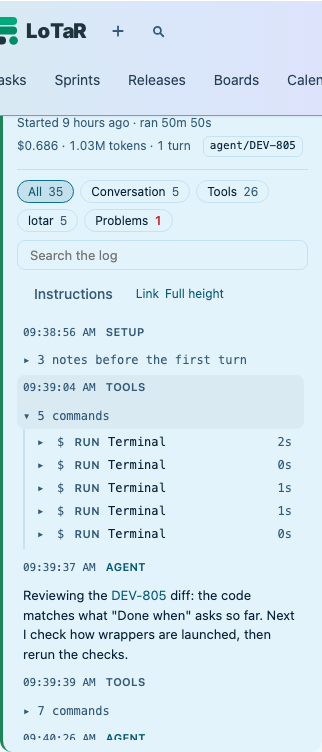 LoTaR
asks Sprints Releases Boards Calen
Started 9 hours ago · ran 50m 50s
$0.686 · 1.03M tokens · 1 turn agent/DEV-805
All 35 Conversation 5 Tools 26
lotar 5 Problems 1
Search the log
Instructions Link Full height
09:38:56 AM SETUP
▸ 3 notes before the first turn
09:39:04 AM TOOLS
▾ 5 commands
▸ $ RUN Terminal 2s
▸ $ RUN Terminal 0s
▸ $ RUN Terminal 1s
▸ $ RUN Terminal 1s
▸ $ RUN Terminal 0s
09:39:37 AM AGENT
Reviewing the DEV-805 diff: the code
matches what "Done when" asks so far. Next
I check how wrappers are launched, then
rerun the checks.
09:39:39 AM TOOLS
▸ 7 commands
09:40:26 AM AGENT